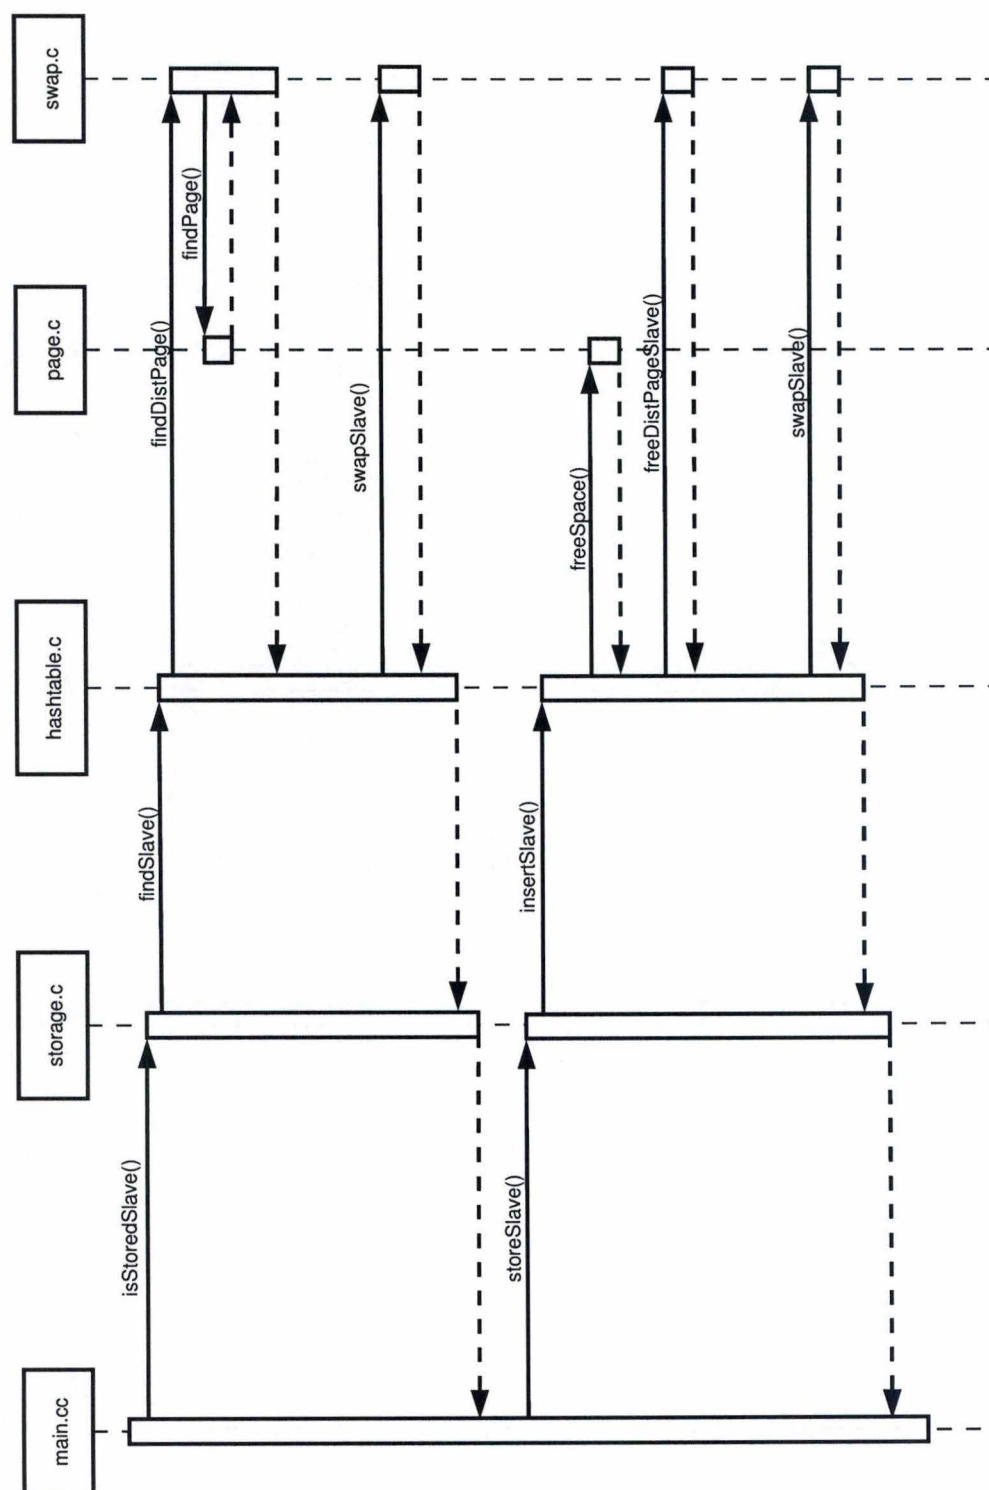 main.cc
storage.c
hashtable.c
page.c
swap.c
isStoredSlave()
findSlave()
findDistPage()
findPage()
swapSlave()
storeSlave()
insertSlave()
freeSpace()
freeDistPageSlave()
swapSlave()